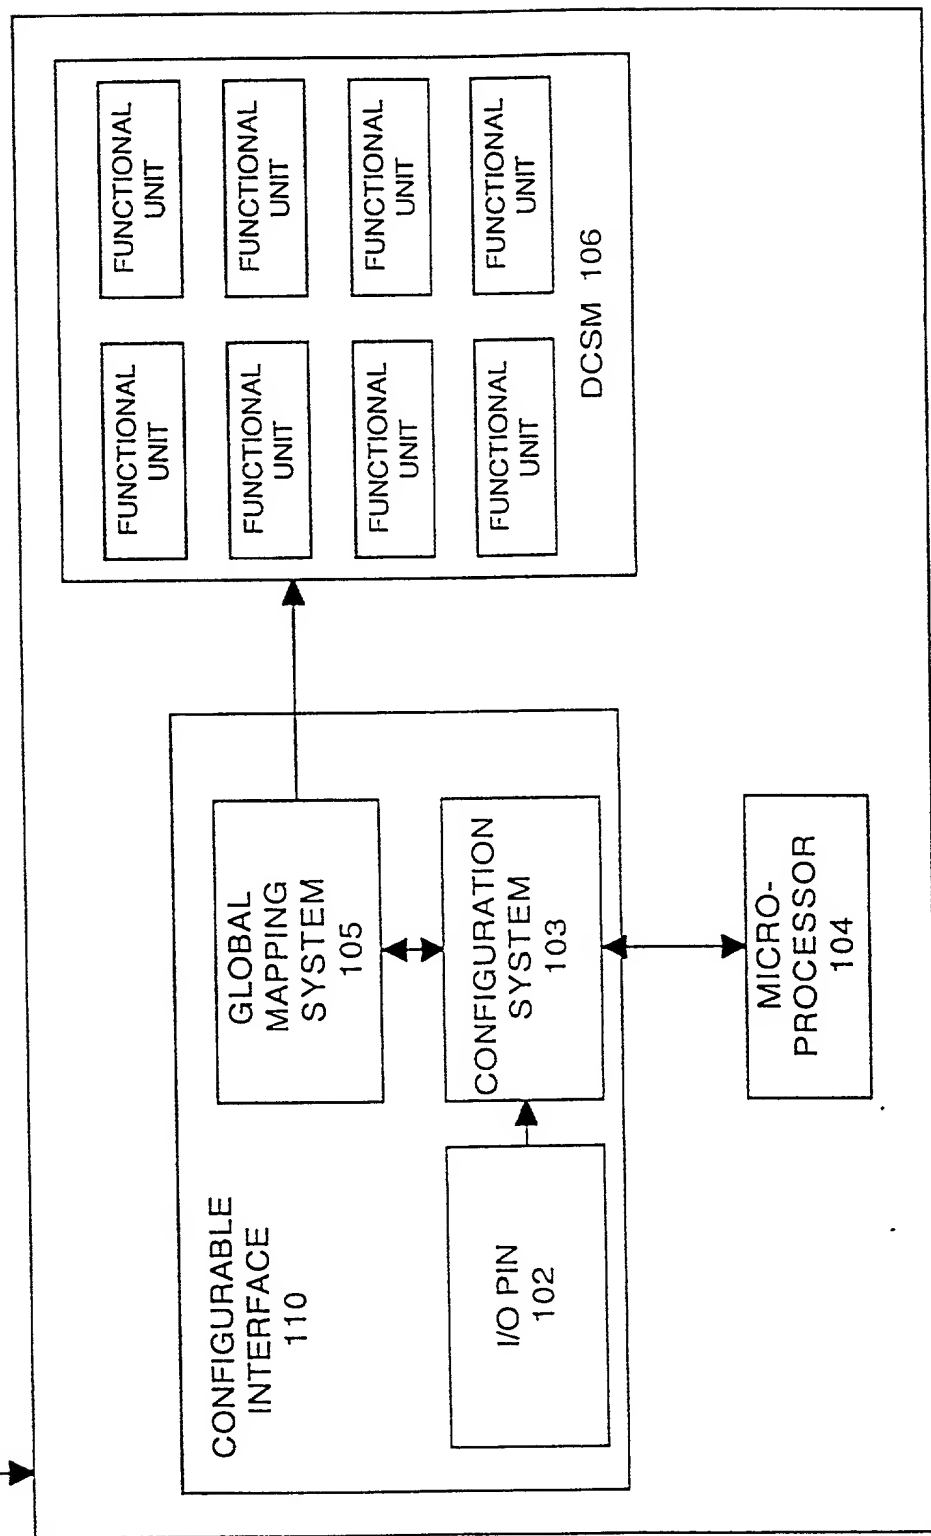 CONFIGURABLE
INTERFACE
110
GLOBAL
MAPPING
SYSTEM
105
I/O PIN
102
CONFIGURATION
SYSTEM
103
MICRO-
PROCESSOR
104
FUNCTIONAL
UNIT
FUNCTIONAL
UNIT
FUNCTIONAL
UNIT
FUNCTIONAL
UNIT
FUNCTIONAL
UNIT
FUNCTIONAL
UNIT
FUNCTIONAL
UNIT
FUNCTIONAL
UNIT
DCSM 106